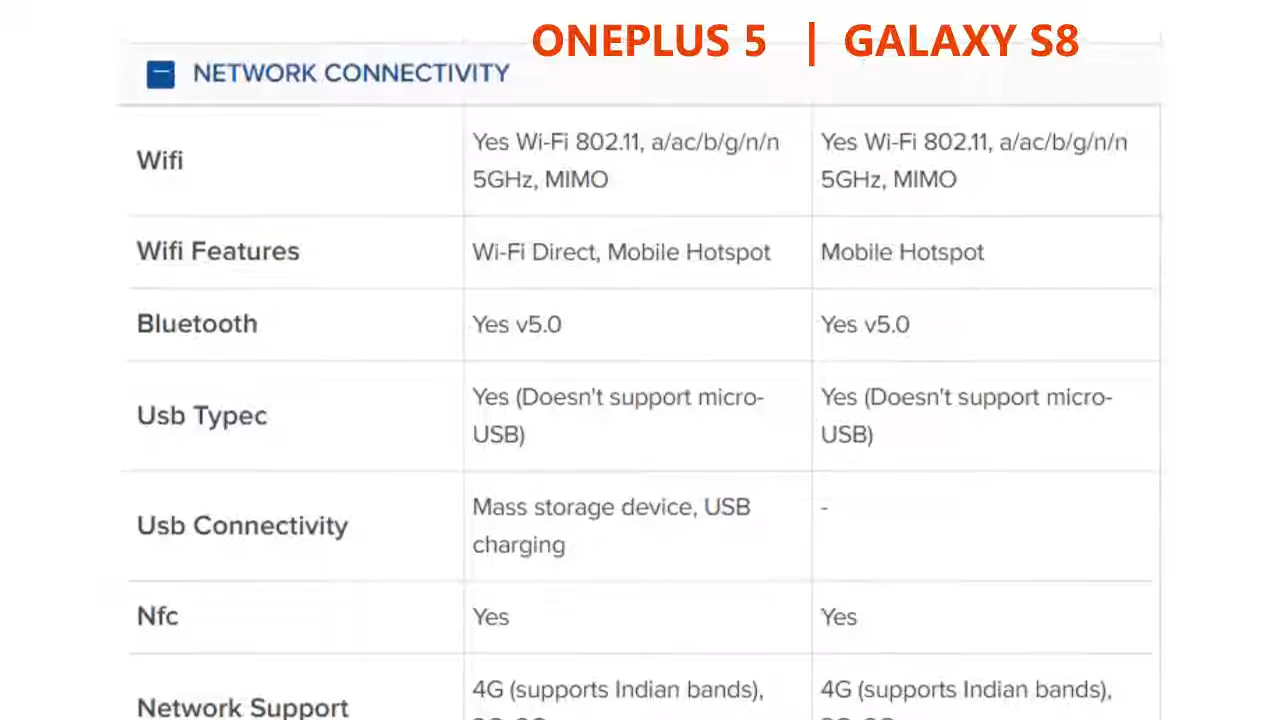 ONEPLUS 5 | GALAXY S8
NETWORK CONNECTIVITY
Wifi
Yes Wi-Fi 802.11, a/ac/b/g/n/n
5GHz, MIMO
Yes Wi-Fi 802.11, a/ac/b/g/n/n
5GHz, MIMO
Wifi Features
Wi-Fi Direct, Mobile Hotspot
Mobile Hotspot
Bluetooth
Yes v5.0
Yes v5.0
Usb Typec
Yes (Doesn't support micro-
USB)
Yes (Doesn't support micro-
USB)
Usb Connectivity
Mass storage device, USB
charging
-
Nfc
Yes
Yes
Network Support
4G (supports Indian bands),
4G (supports Indian bands),